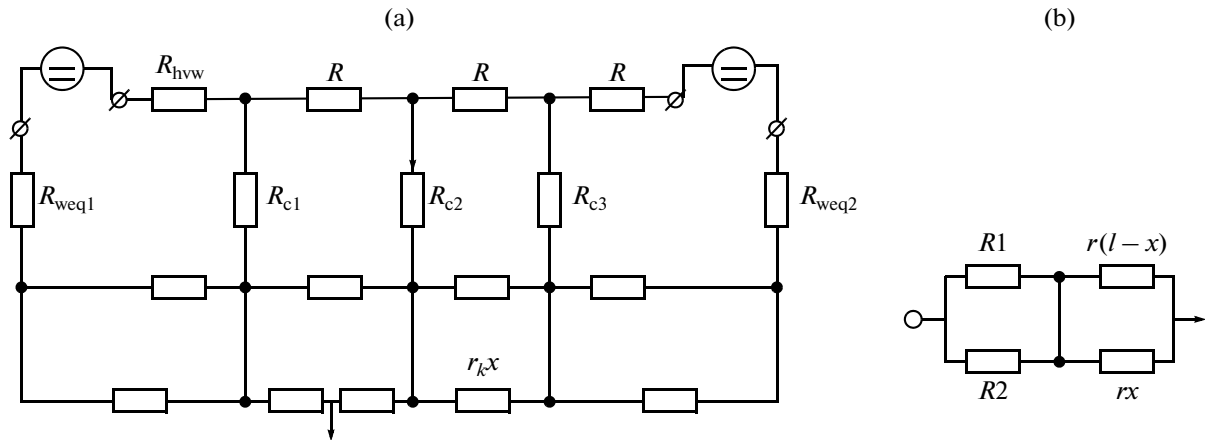 (a) (b)
R_hvw R R R
R_weq1 R_c1 R_c2 R_c3 R_weq2
R1 r(l – x)
r_k x
R2 rx